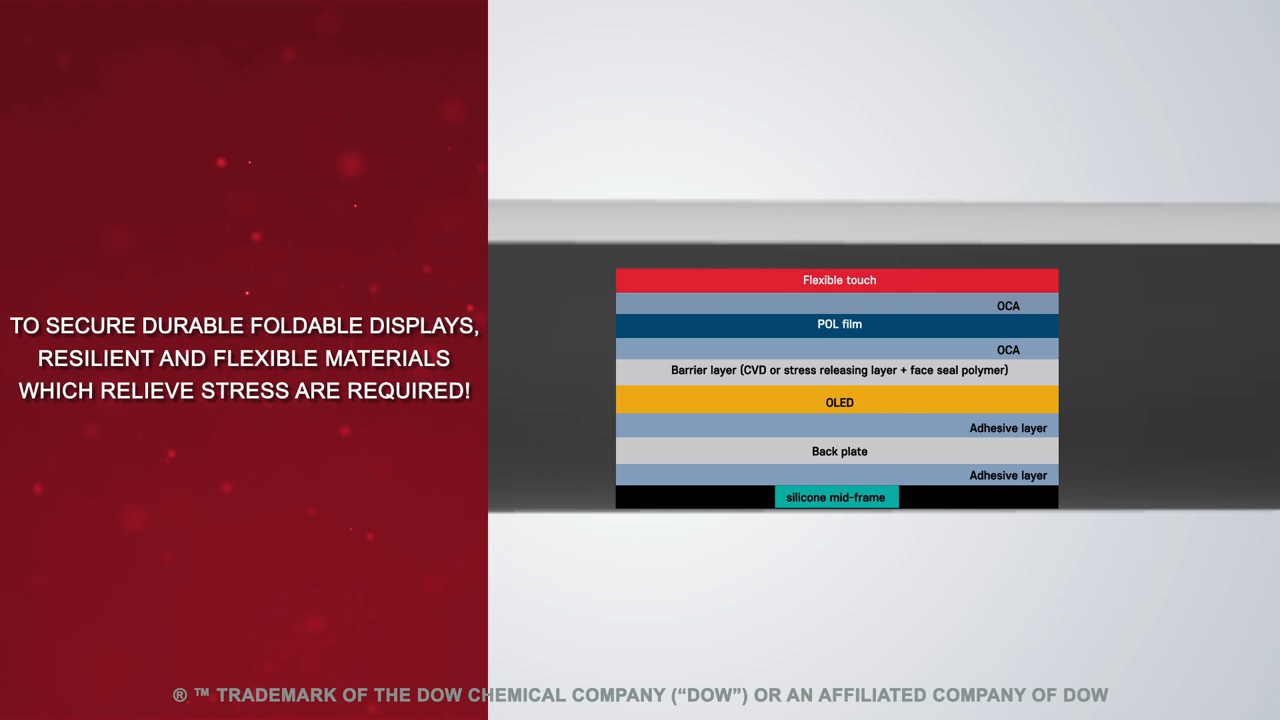 TO SECURE DURABLE FOLDABLE DISPLAYS,
RESILIENT AND FLEXIBLE MATERIALS
WHICH RELIEVE STRESS ARE REQUIRED!
Flexible touch
OCA
POL film
OCA
Barrier layer (CVD or stress releasing layer + face seal polymer)
OLED
Adhesive layer
Back plate
Adhesive layer
silicone mid-frame
® ™ TRADEMARK OF THE DOW CHEMICAL COMPANY (“DOW”) OR AN AFFILIATED COMPANY OF DOW